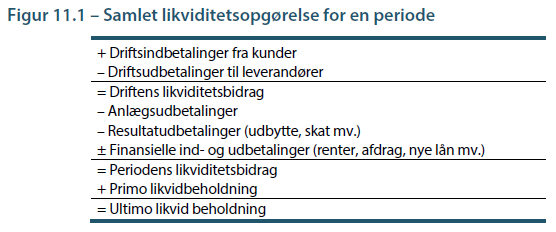 Figur 11.1 – Samlet likviditetsopgørelse for en periode
+ Driftsindbetalinger fra kunder
– Driftsudbetalinger til leverandører
= Driftens likviditetsbidrag
– Anlægsudbetalinger
– Resultatudbetalinger (udbytte, skat mv.)
± Finansielle ind- og udbetalinger (renter, afdrag, nye lån mv.)
= Periodens likviditetsbidrag
+ Primo likvidbeholdning
= Ultimo likvid beholdning